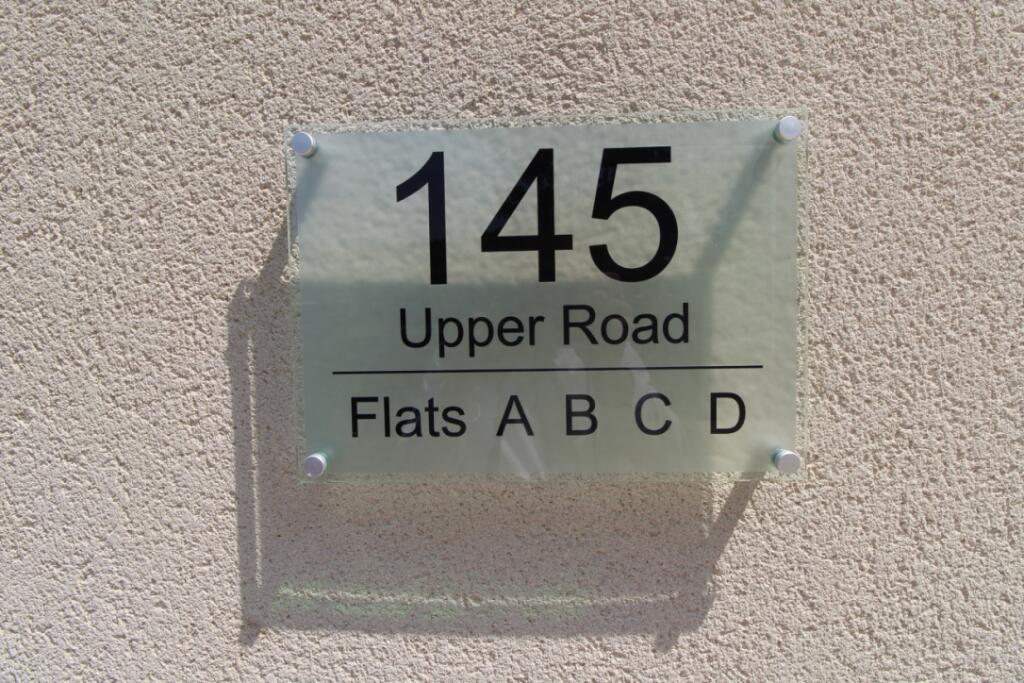 145
Upper Road
Flats A B C D